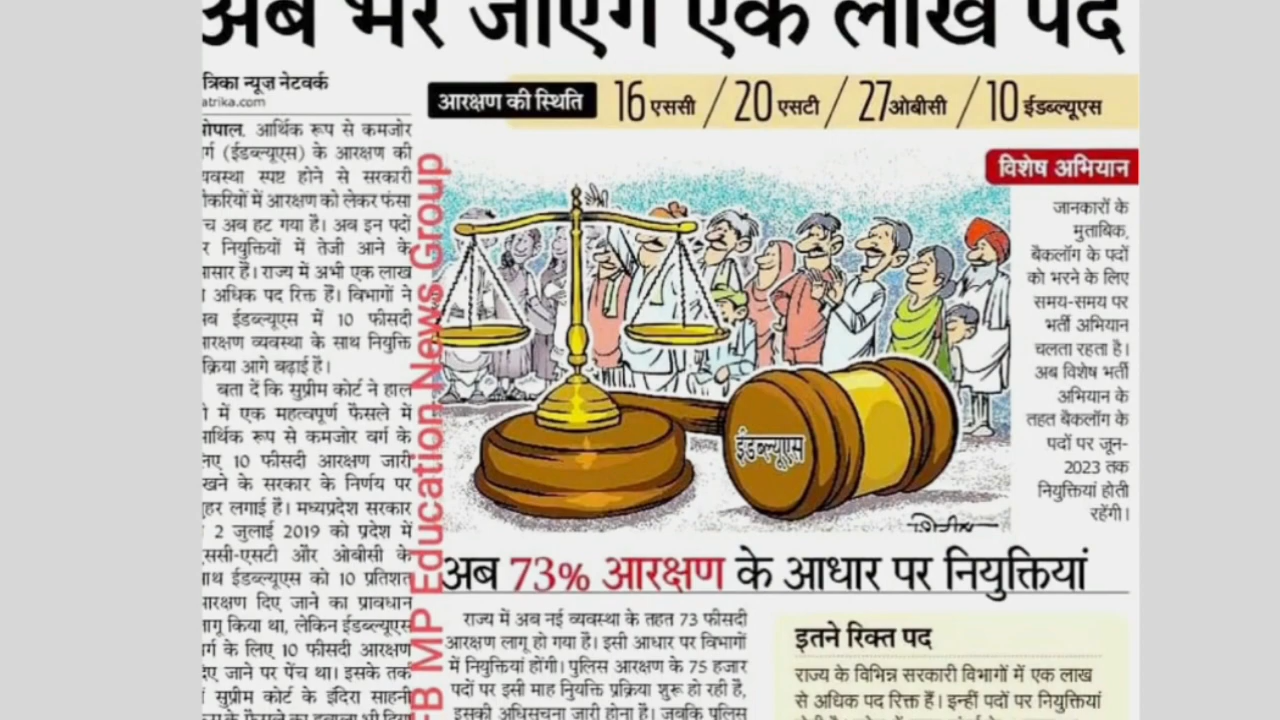 अब भरे जाएंगे एक लाख पद
त्रिका न्यूज़ नेटवर्क
atrika.com
आरक्षण की स्थिति 16 एससी / 20 एसटी / 27 ओबीसी / 10 ईडब्ल्यूएस
ोपाल. आर्थिक रूप से कमजोर
र्ग (ईडब्ल्यूएस) के आरक्षण की
यवस्था स्पष्ट होने से सरकारी
ौकरियों में आरक्षण को लेकर फंसा
च अब हट गया है। अब इन पदों
र नियुक्तियों में तेजी आने के
आसार हैं। राज्य में अभी एक लाख
अधिक पद रिक्त हैं। विभागों ने
अब ईडब्ल्यूएस में 10 फीसदी
आरक्षण व्यवस्था के साथ नियुक्ति
क्रिया आगे बढ़ाई है।
बता दें कि सुप्रीम कोर्ट ने हाल
ी में एक महत्वपूर्ण फैसले में
आर्थिक रूप से कमजोर वर्ग के
लिए 10 फीसदी आरक्षण जारी
खने के सरकार के निर्णय पर
ुहर लगाई है। मध्यप्रदेश सरकार
2 जुलाई 2019 को प्रदेश में
एससी-एसटी और ओबीसी के
ाथ ईडब्ल्यूएस को 10 प्रतिशत
आरक्षण दिए जाने का प्रावधान
ागू किया था, लेकिन ईडब्ल्यूएस
र्ग के लिए 10 फीसदी आरक्षण
दिए जाने पर पेंच था। इसके तक
सुप्रीम कोर्ट के इंदिरा साहनी
FB MP Education News Group
ईडब्ल्यूएस
विशेष अभियान
जानकारों के
मुताबिक,
बैकलॉग के पदों
को भरने के लिए
समय-समय पर
भर्ती अभियान
चलता रहता है।
अब विशेष भर्ती
अभियान के
तहत बैकलॉग के
पदों पर जून-
2023 तक
नियुक्तियां होती
रहेंगी।
अब 73% आरक्षण के आधार पर नियुक्तियां
राज्य में अब नई व्यवस्था के तहत 73 फीसदी
आरक्षण लागू हो गया है। इसी आधार पर विभागों
में नियुक्तियां होंगी। पुलिस आरक्षण के 75 हजार
पदों पर इसी माह नियुक्ति प्रक्रिया शुरू हो रही है,
इसकी अधिसूचना जारी होना है। जबकि पुलिस
इतने रिक्त पद
राज्य के विभिन्न सरकारी विभागों में एक लाख
से अधिक पद रिक्त हैं। इन्हीं पदों पर नियुक्तियां